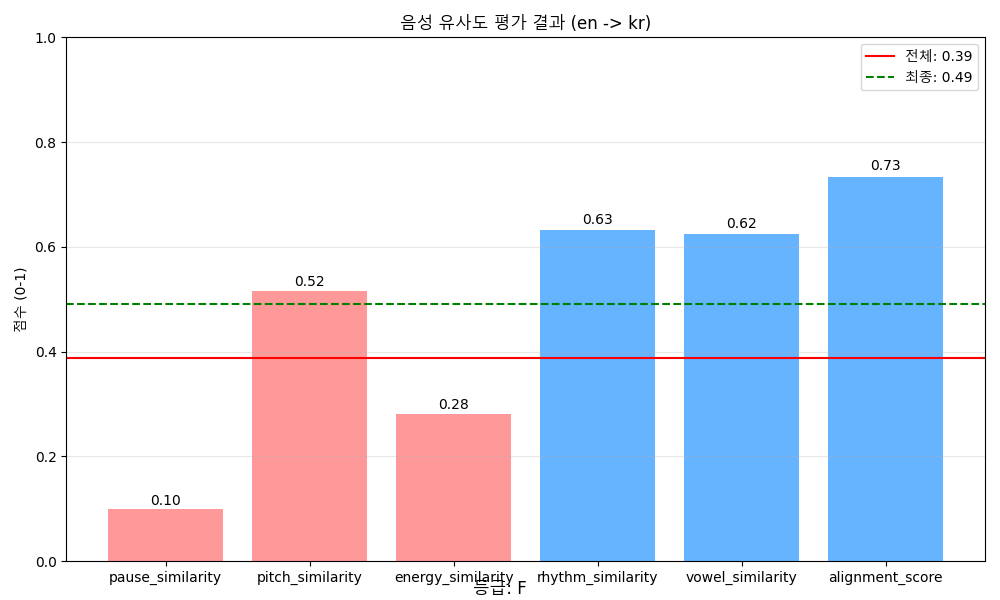 음성 유사도 평가 결과 (en -> kr)
전체: 0.39
최종: 0.49
점수 (0-1)
1.0
0.8
0.6
0.4
0.2
0.0
0.10
0.52
0.28
0.63
0.62
0.73
pause_similarity
pitch_similarity
energy_similarity
rhythm_similarity
vowel_similarity
alignment_score
등급: F